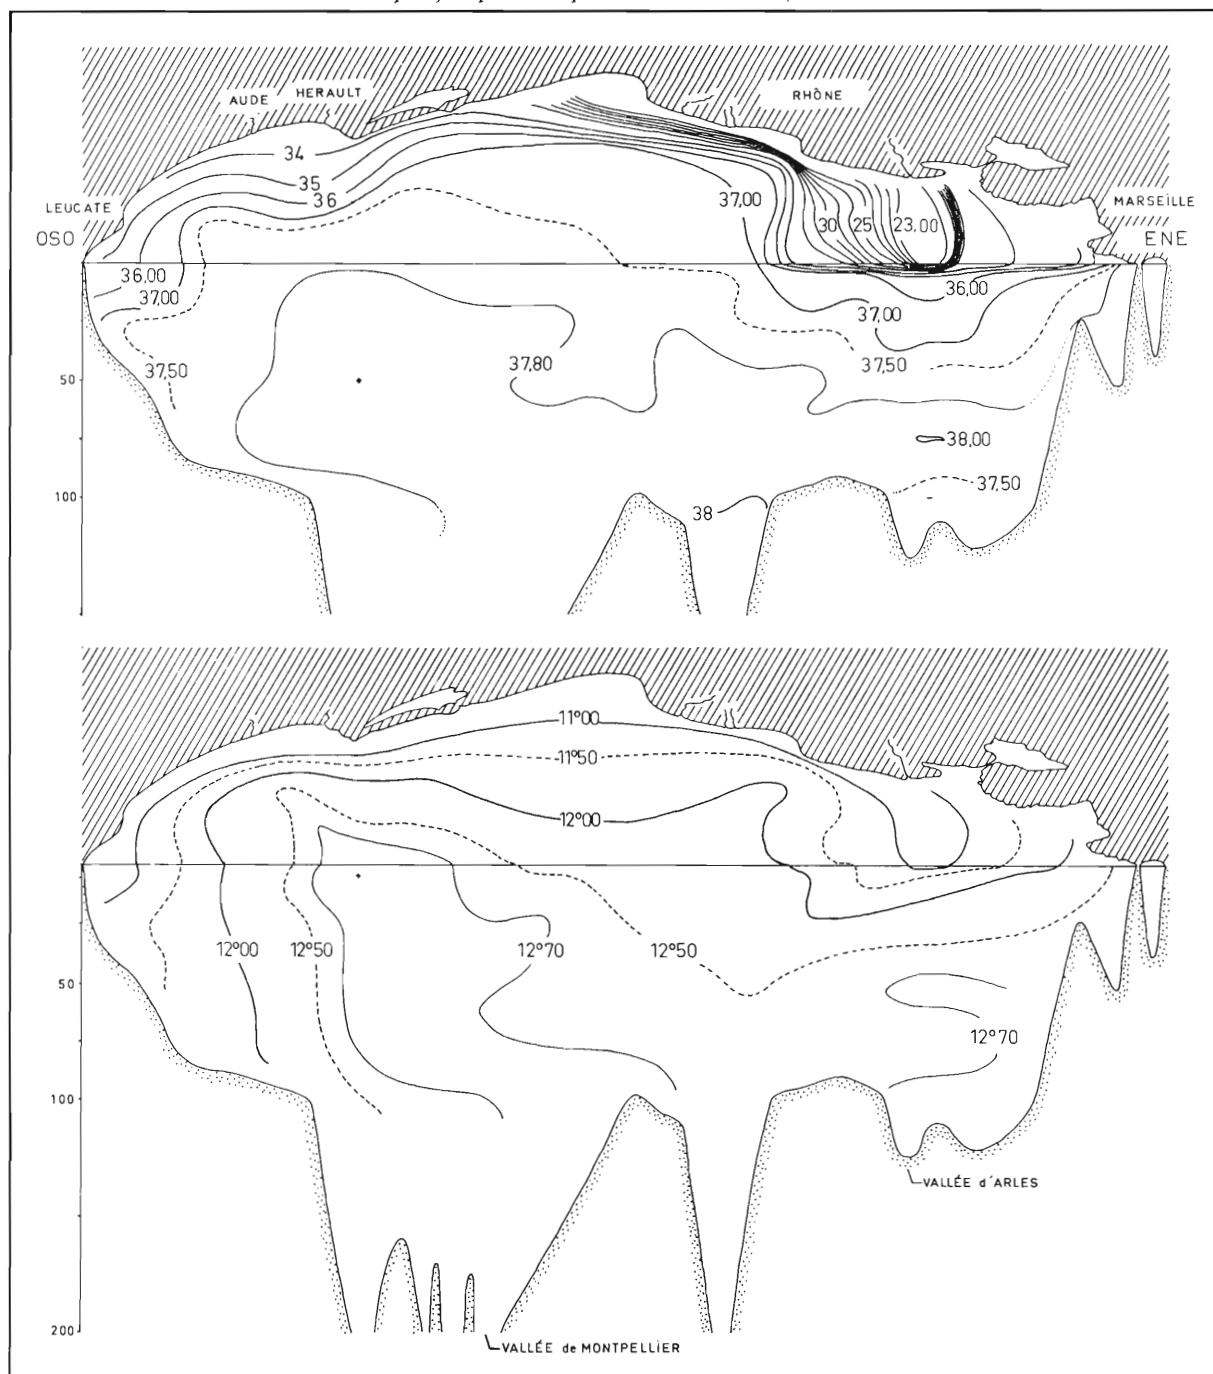 AUDE HERAULT RHÔNE
34
35
36
LEUCATE
37,00 30 25 23,00
MARSEILLE
OSO ENE
36,00
37,00
36,00
37,00
37,50
37,80
37,50
50
38,00
37,50
100
38
11°00
11°50
12°00
12°00 12°50 12°70 12°50
50
12°70
100
VALLÉE d'ARLES
200
VALLÉE de MONTPELLIER